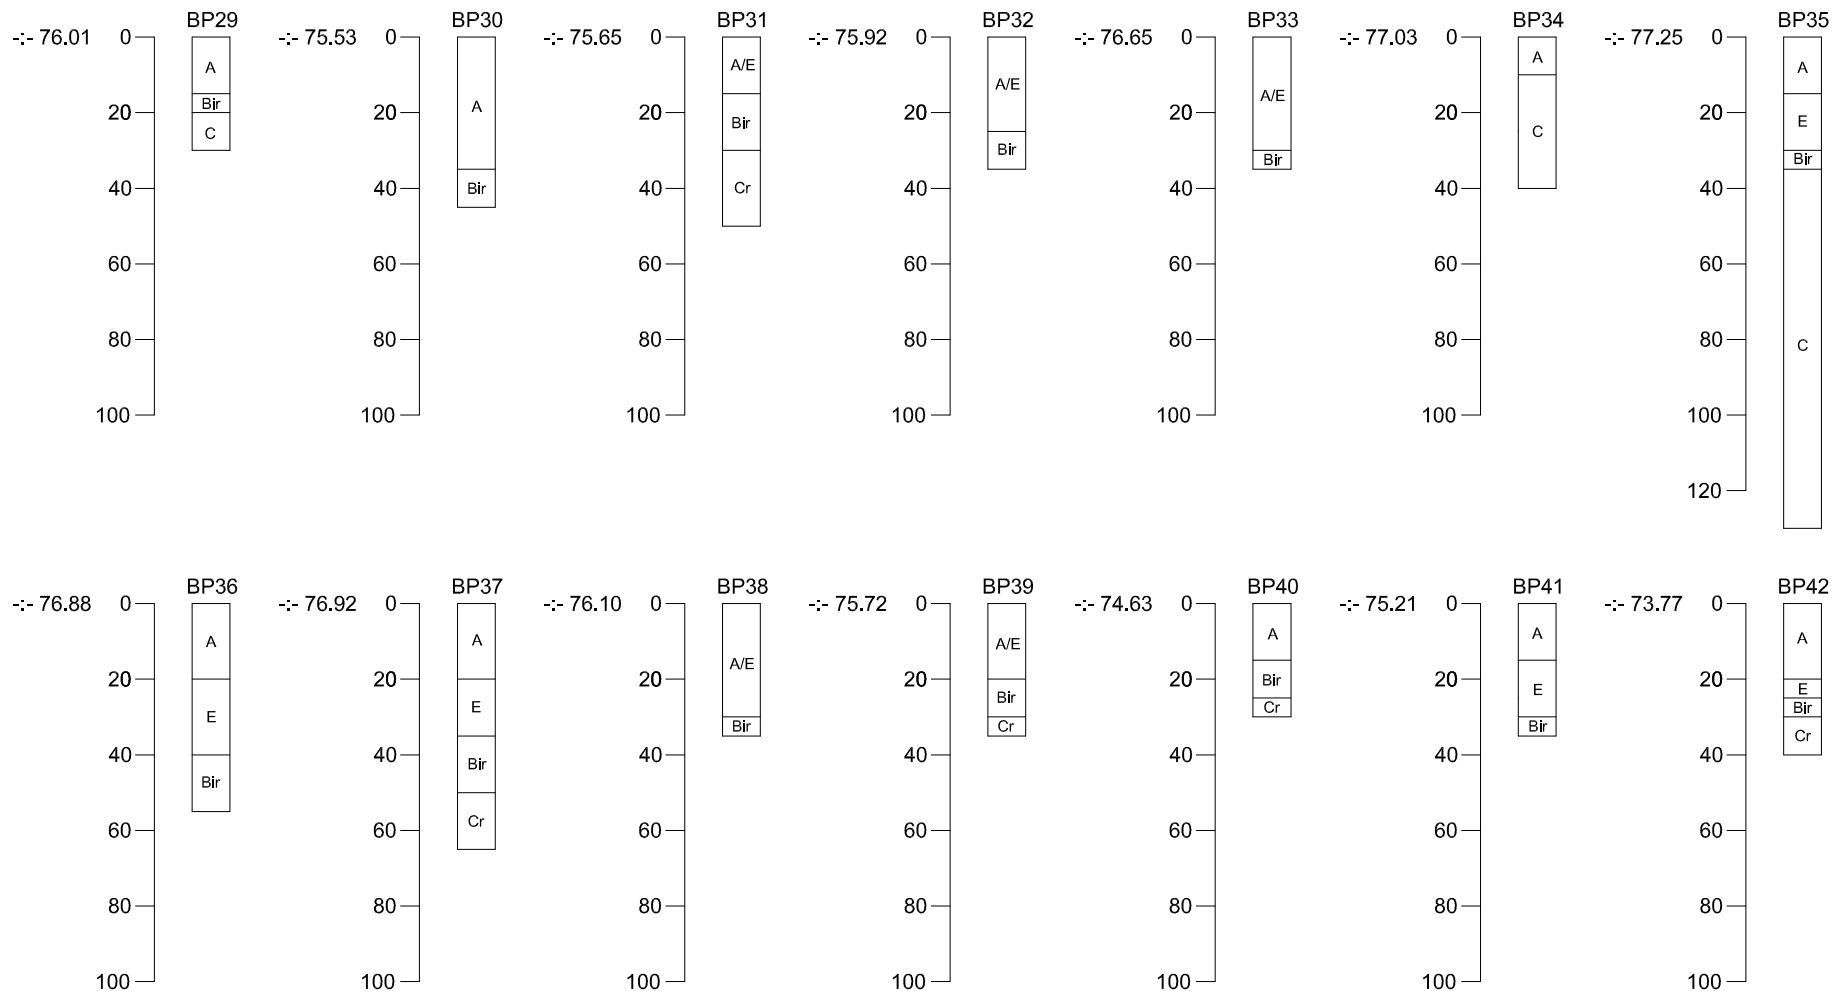 BP29 BP30 BP31 BP32 BP33 BP34 BP35
-:- 76.01 0 -:- 75.53 0 -:- 75.65 0 -:- 75.92 0 -:- 76.65 0 -:- 77.03 0 -:- 77.25 0
A A A/E A/E A/E A A
Bir Bir Bir Bir Bir C E
C Cr Bir
C
20 20 20 20 20 20 20
40 40 40 40 40 40 40
60 60 60 60 60 60 60
80 80 80 80 80 80 80
100 100 100 100 100 100 100
120
BP36 BP37 BP38 BP39 BP40 BP41 BP42
-:- 76.88 0 -:- 76.92 0 -:- 76.10 0 -:- 75.72 0 -:- 74.63 0 -:- 75.21 0 -:- 73.77 0
A A A/E A/E A A A
E E Bir Bir Bir E E
Bir Bir Cr Cr Bir Bir
Cr Cr
20 20 20 20 20 20 20
40 40 40 40 40 40 40
60 60 60 60 60 60 60
80 80 80 80 80 80 80
100 100 100 100 100 100 100